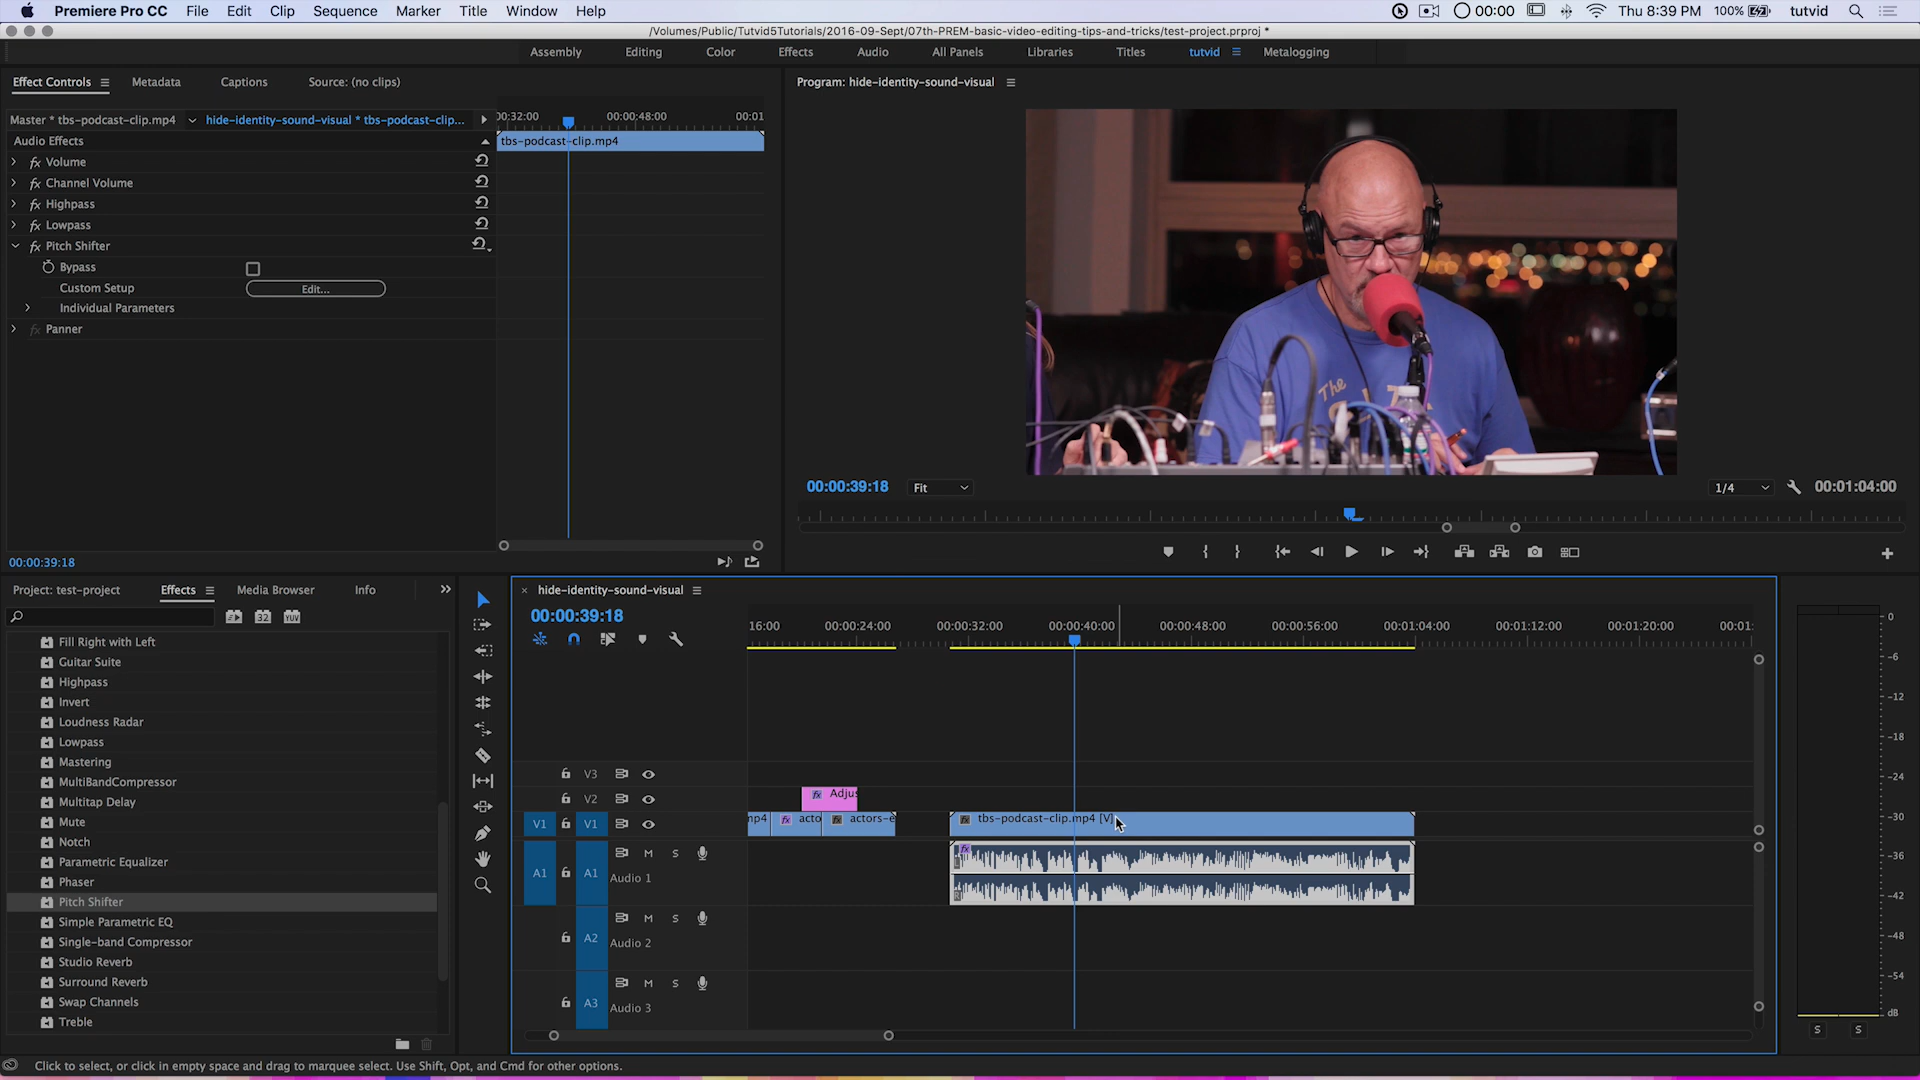 Premiere Pro CC File Edit Clip Sequence Marker Title Window Help 00:00 Thu 8:39 PM 100% tutvid
/Volumes/Public/Tutvid5Tutorials/2016-09-Sept/07th-PREM-basic-video-editing-tips-and-tricks/test-project.prproj *
Assembly Editing Color Effects Audio All Panels Libraries Titles tutvid Metalogging
Effect Controls Metadata Captions Source: (no clips)
Program: hide-identity-sound-visual
Master * tbs-podcast-clip.mp4 hide-identity-sound-visual * tbs-podcast-clip...
00:32:00 00:00:48:00 00:01
Audio Effects
tbs-podcast-clip.mp4
fx Volume
fx Channel Volume
fx Highpass
fx Lowpass
fx Pitch Shifter
Bypass
Custom Setup Edit...
Individual Parameters
fx Panner
The
00:00:39:18 Fit 1/4 00:01:04:00
00:00:39:18
Project: test-project Effects Media Browser Info
32 YUV
Fill Right with Left
Guitar Suite
Highpass
Invert
Loudness Radar
Lowpass
Mastering
MultiBandCompressor
Multitap Delay
Mute
Notch
Parametric Equalizer
Phaser
Pitch Shifter
Simple Parametric EQ
Single-band Compressor
Studio Reverb
Surround Reverb
Swap Channels
Treble
× hide-identity-sound-visual
00:00:39:18
16:00 00:00:24:00 00:00:32:00 00:00:40:00 00:00:48:00 00:00:56:00 00:01:04:00 00:01:12:00 00:01:20:00 00:01:
V3
V2 fx Adjus
V1 V1 mp4 fx acto fx actors-e fx tbs-podcast-clip.mp4 [V]
M S fx
A1 A1 Audio 1
M S
A2 Audio 2
M S
A3 Audio 3
0
-6
-12
-18
-24
-30
-36
-42
-48
-54
dB
S S
Click to select, or click in empty space and drag to marquee select. Use Shift, Opt, and Cmd for other options.